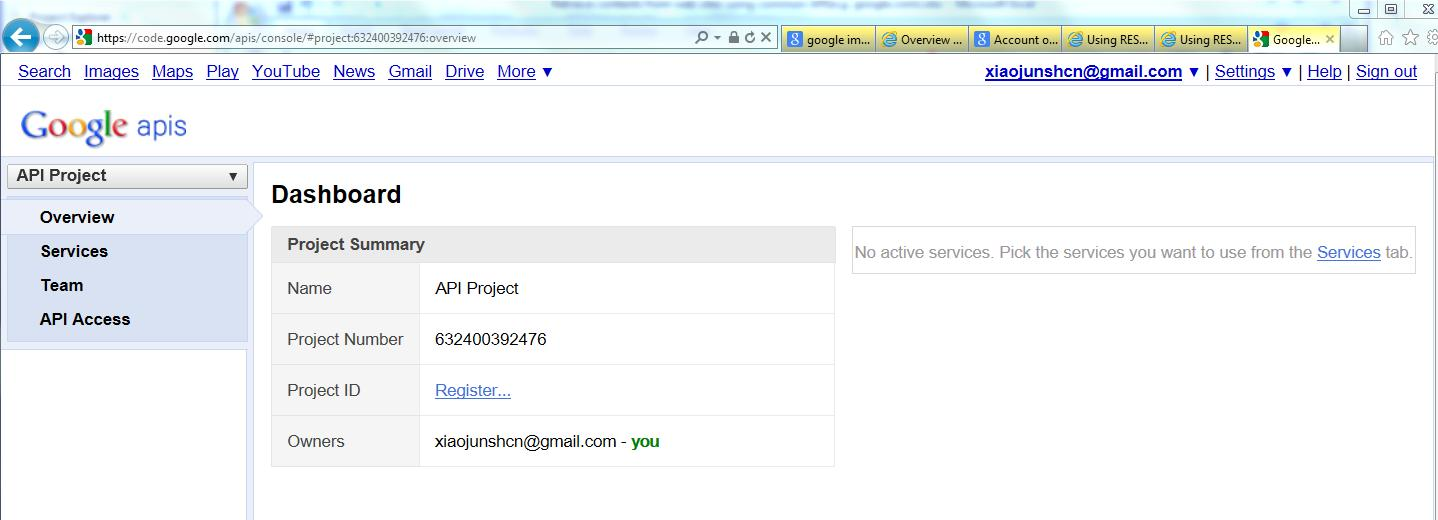 https://code.google.com/apis/console/#project:632400392476:overview
google im...
Overview ...
Account o...
Using RES...
Using RES...
Google...
Search Images Maps Play YouTube News Gmail Drive More ▼
xiaojunshcn@gmail.com ▼ | Settings ▼ | Help | Sign out
Google apis
API Project ▼
Overview
Services
Team
API Access
Dashboard
Project Summary
Name API Project
Project Number 632400392476
Project ID Register...
Owners xiaojunshcn@gmail.com - you
No active services. Pick the services you want to use from the Services tab.